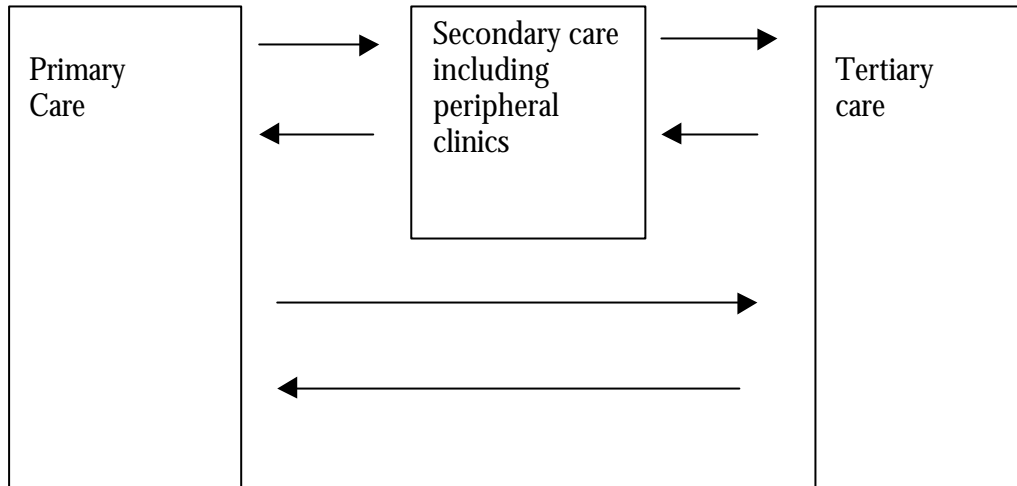 Primary
Care
Secondary care
including
peripheral
clinics
Tertiary
care